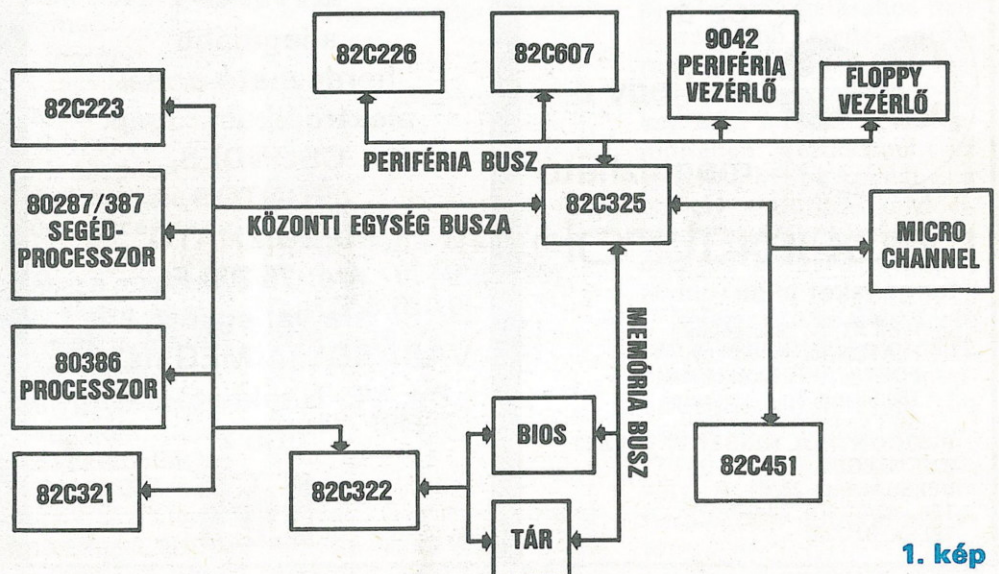 82C226
82C607
9042
PERIFÉRIA
VEZÉRLŐ
FLOPPY
VEZÉRLŐ
82C223
PERIFÉRIA BUSZ
80287/387
SEGÉD-
PROCESSZOR
KÖZONTI EGYSÉG BUSZA
82C325
MICRO
CHANNEL
MEMÓRIA BUSZ
80386
PROCESSZOR
BIOS
82C451
82C321
82C322
TÁR
1. kép